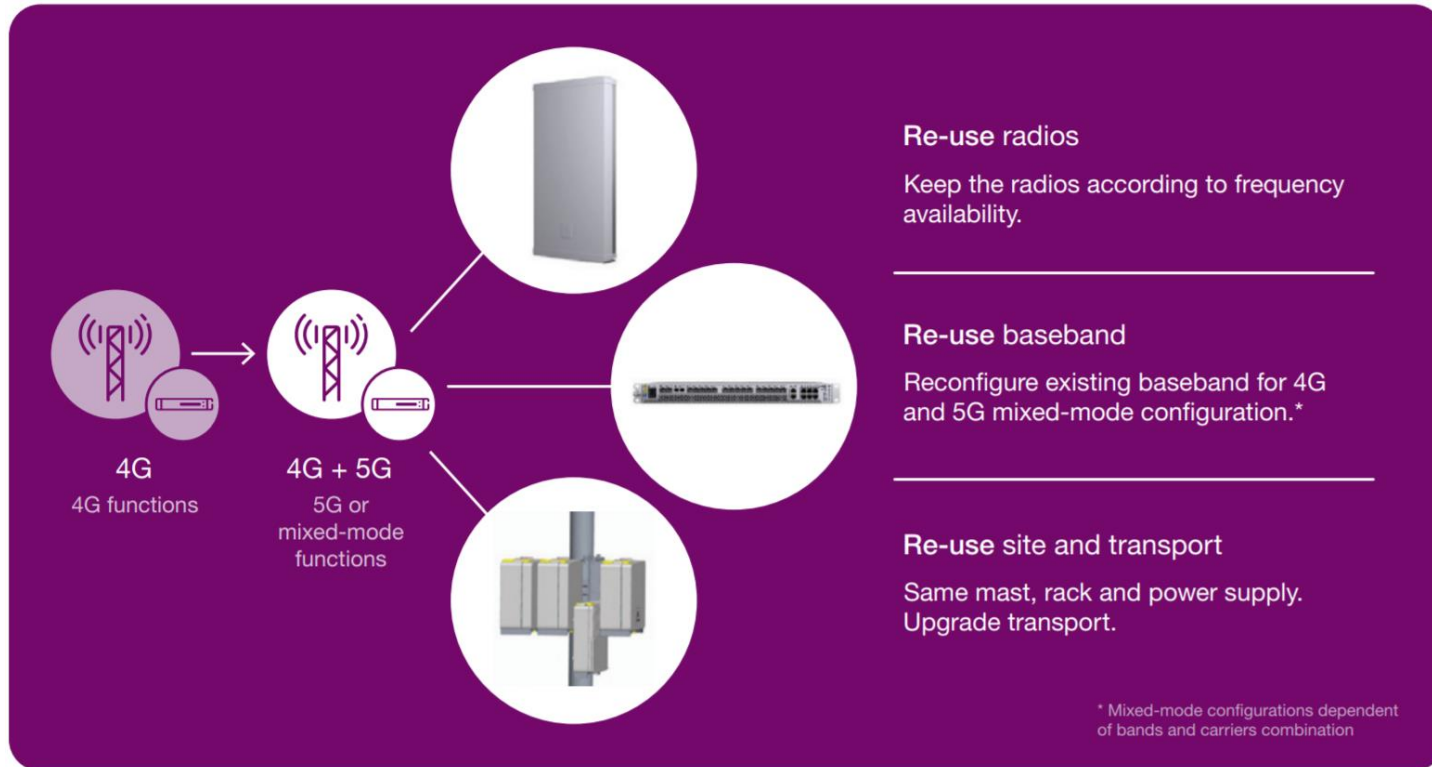 Re-use radios
Keep the radios according to frequency
availability.
Re-use baseband
Reconfigure existing baseband for 4G
and 5G mixed-mode configuration.*
Re-use site and transport
Same mast, rack and power supply.
Upgrade transport.
4G
4G functions
4G + 5G
5G or
mixed-mode
functions
* Mixed-mode configurations dependent
of bands and carriers combination